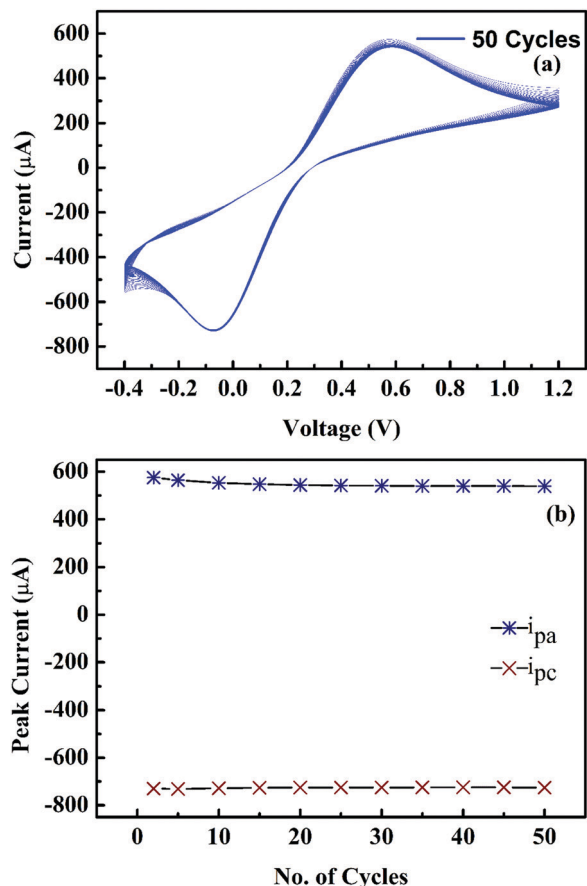 600
50 Cycles
(a)
400
200
0
-200
-400
-600
-800
Current (µA)
-0.4 -0.2 0.0 0.2 0.4 0.6 0.8 1.0 1.2
Voltage (V)
600
(b)
400
200
0
-200
-400
-600
-800
Peak Current (µA)
ipa
ipc
0 10 20 30 40 50
No. of Cycles